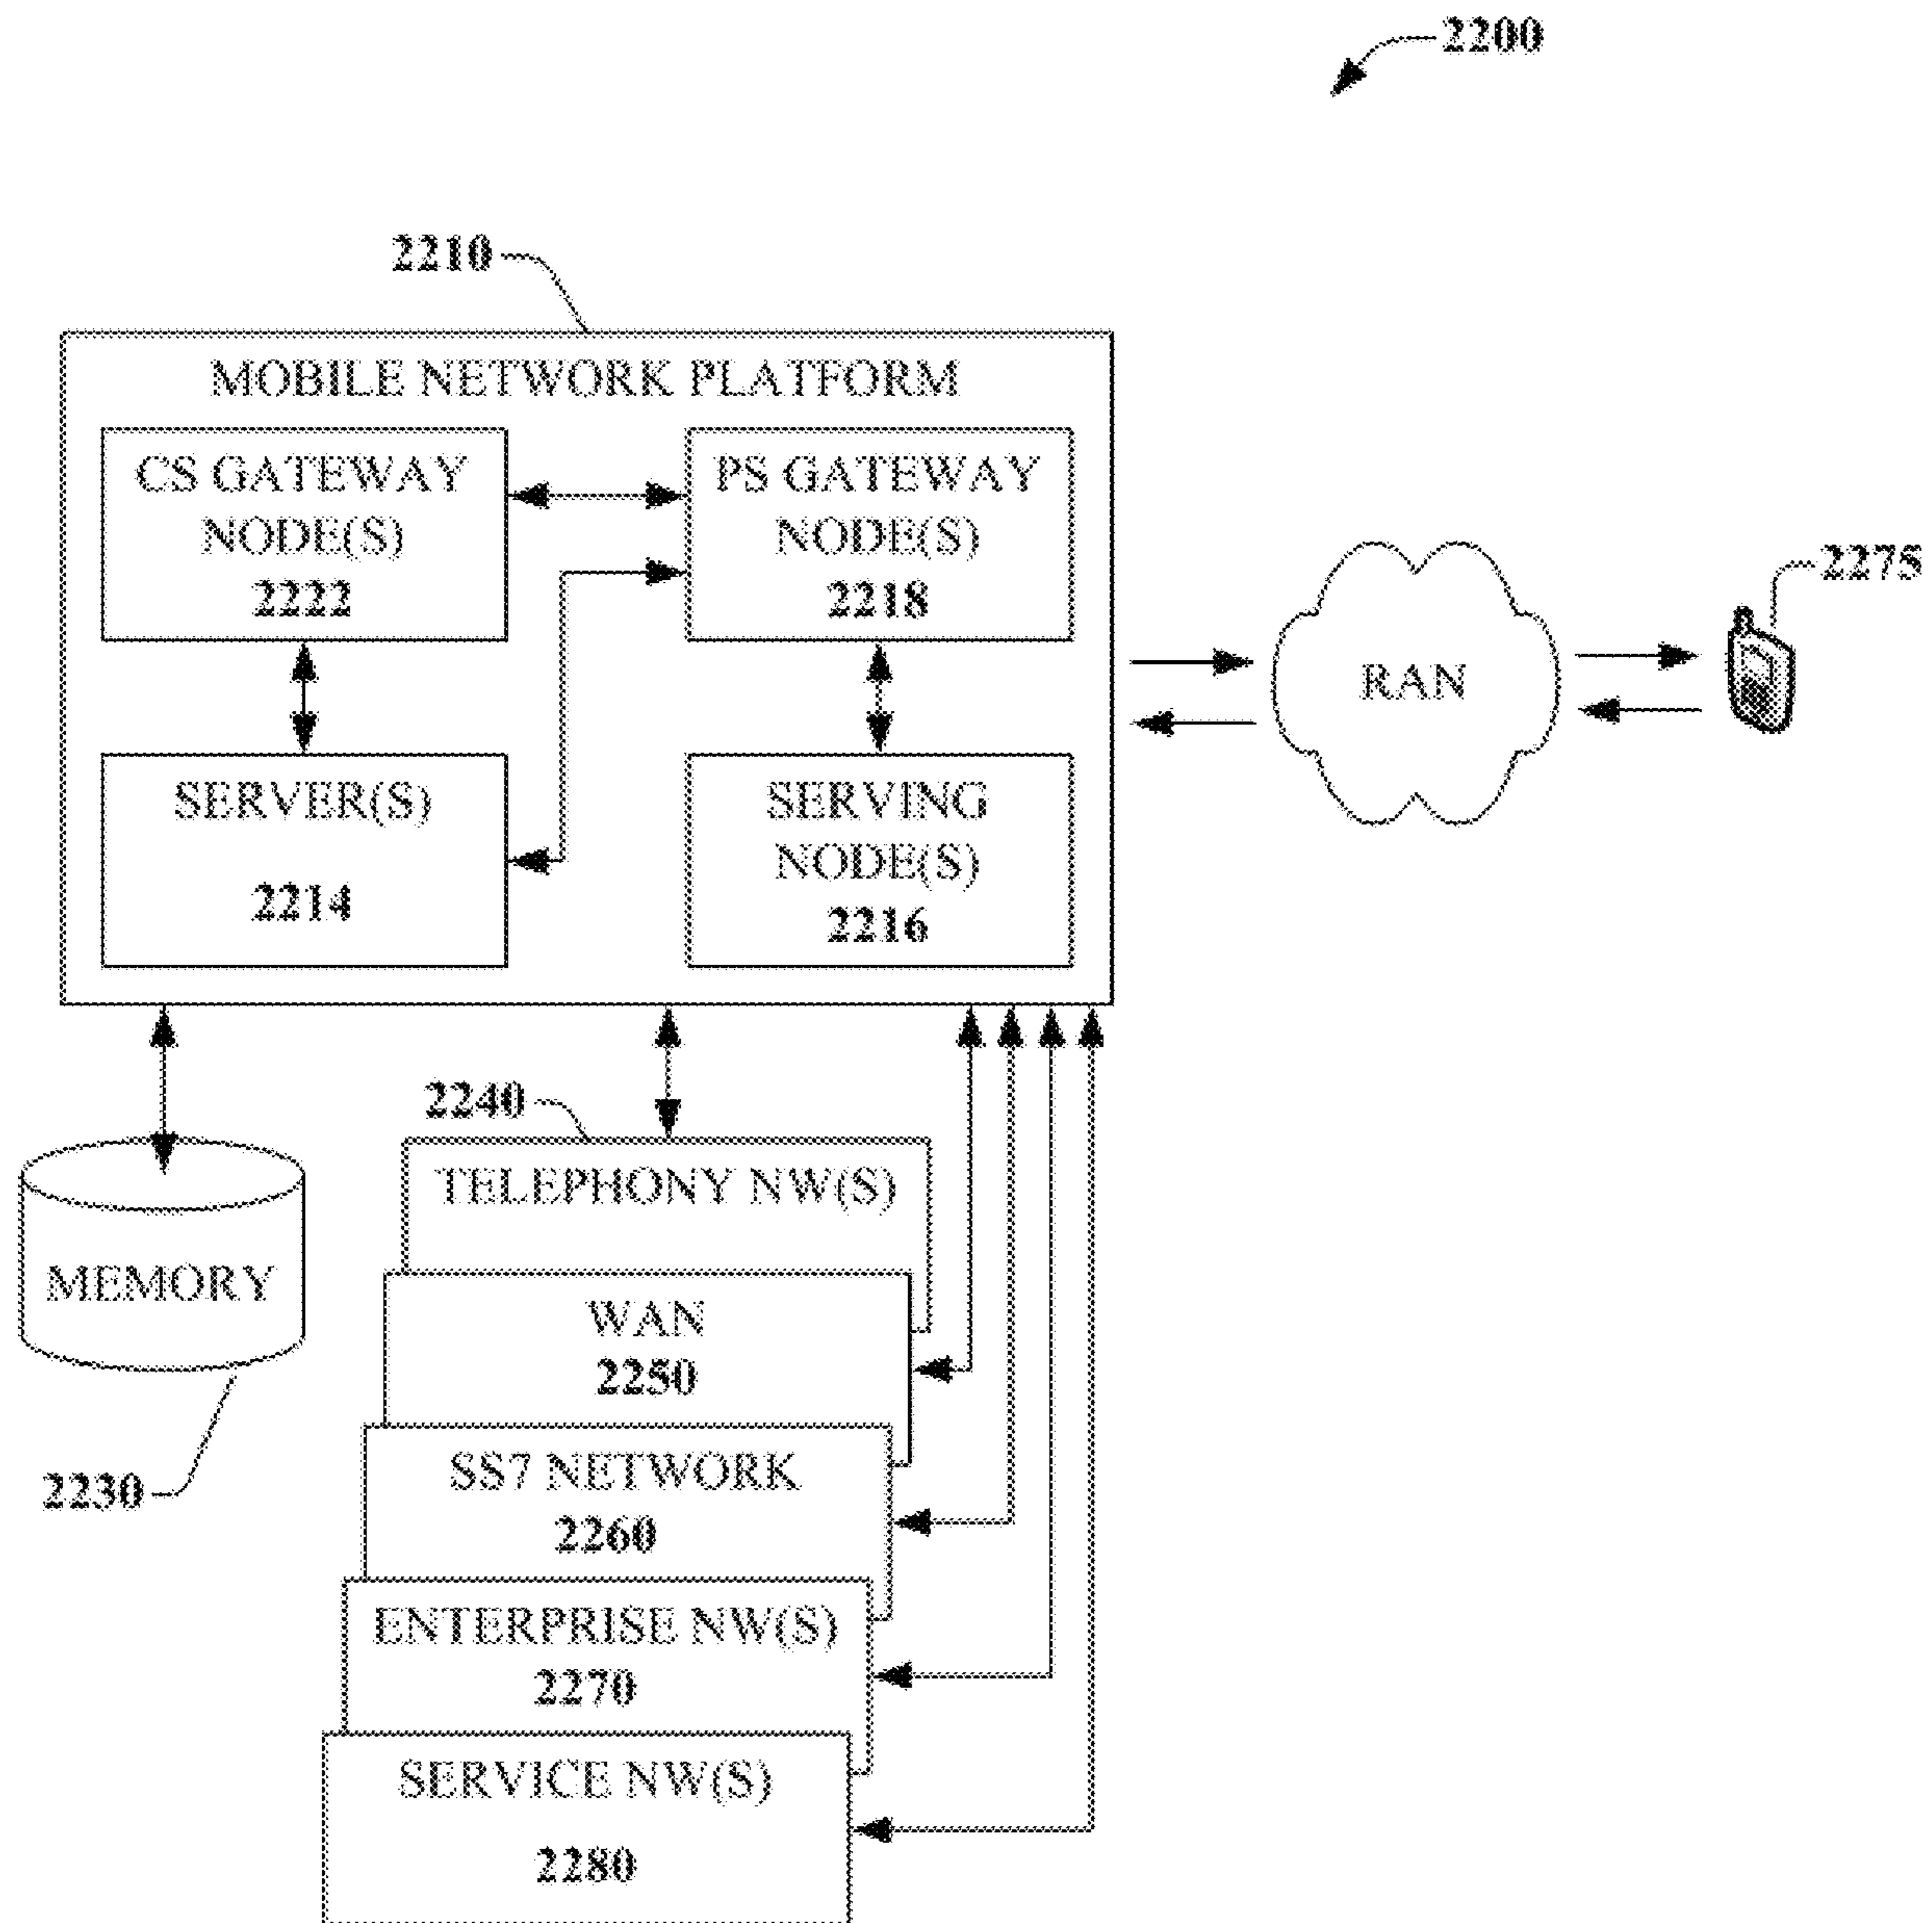 2200
2210
MOBILE NETWORK PLATFORM
CS GATEWAY
NODE(S)
2222
PS GATEWAY
NODE(S)
2218
SERVER(S)
2214
SERVING
NODE(S)
2216
RAN
2275
2240
TELEPHONY NW(S)
MEMORY
2230
WAN
2250
SS7 NETWORK
2260
ENTERPRISE NW(S)
2270
SERVICE NW(S)
2280